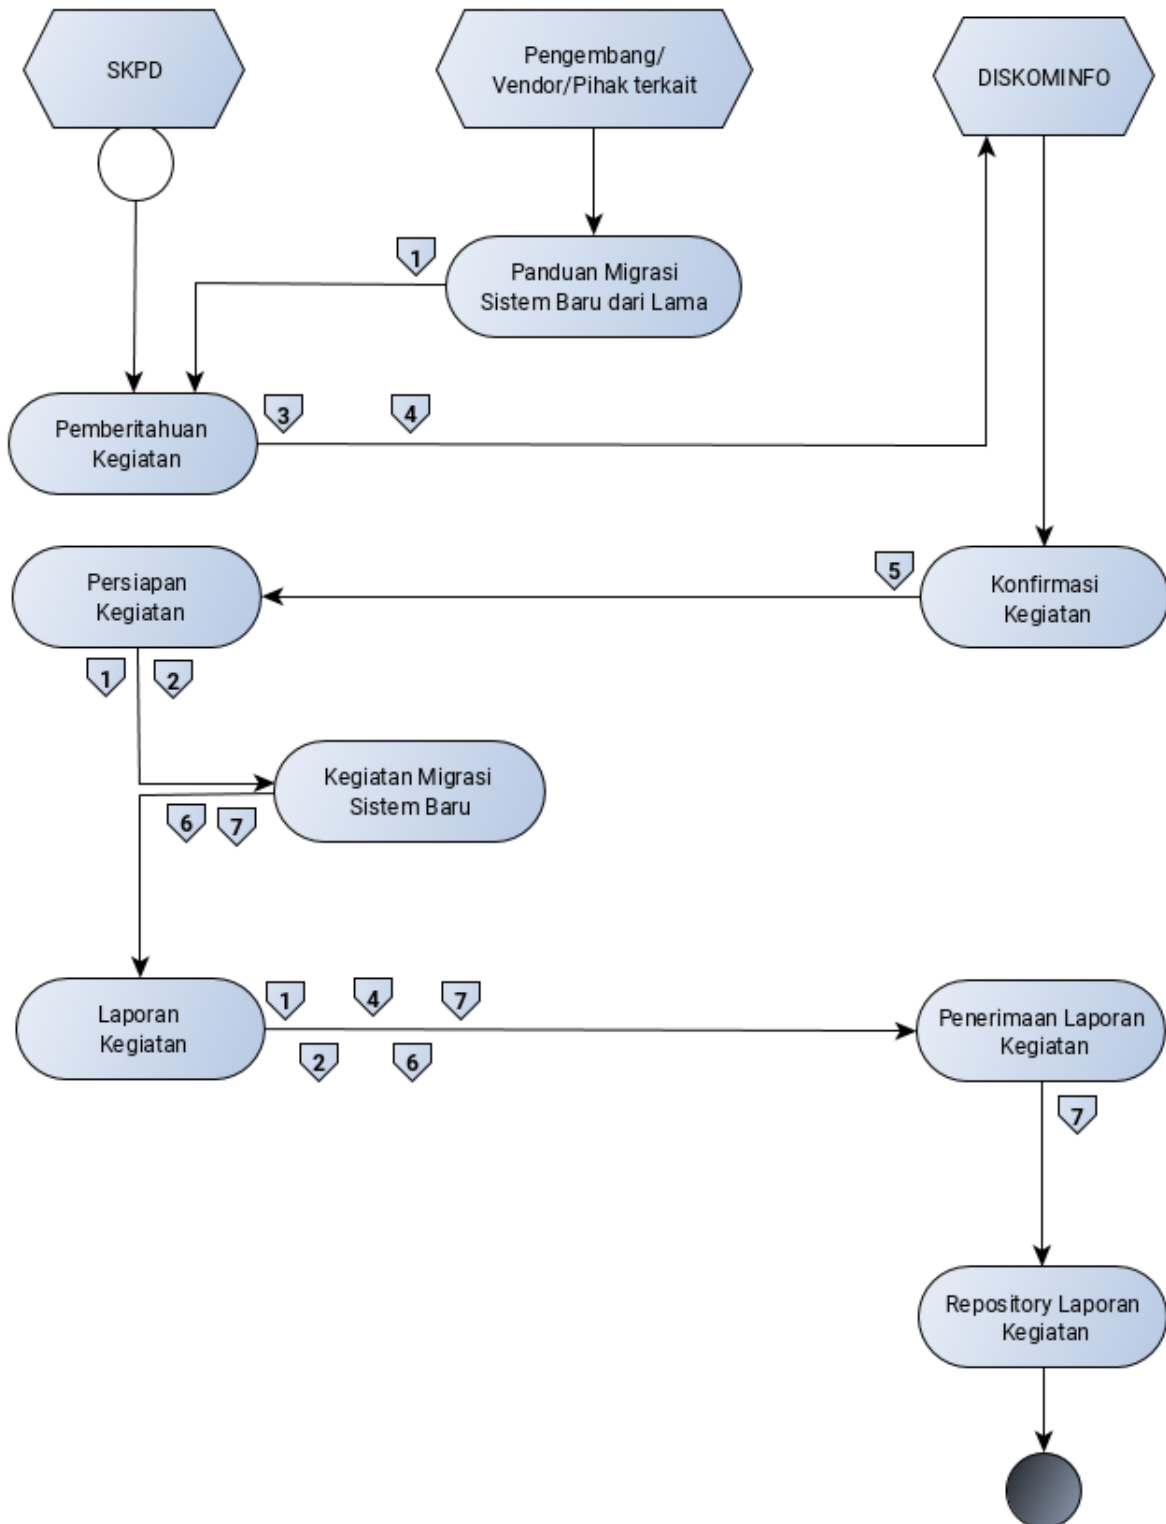 SKPD
Pengembang/
Vendor/Pihak terkait
DISKOMINFO
1
Panduan Migrasi
Sistem Baru dari Lama
Pemberitahuan
Kegiatan
3
4
Persiapan
Kegiatan
5
Konfirmasi
Kegiatan
1
2
Kegiatan Migrasi
Sistem Baru
6
7
Laporan
Kegiatan
1
4
7
2
6
Penerimaan Laporan
Kegiatan
7
Repository Laporan
Kegiatan